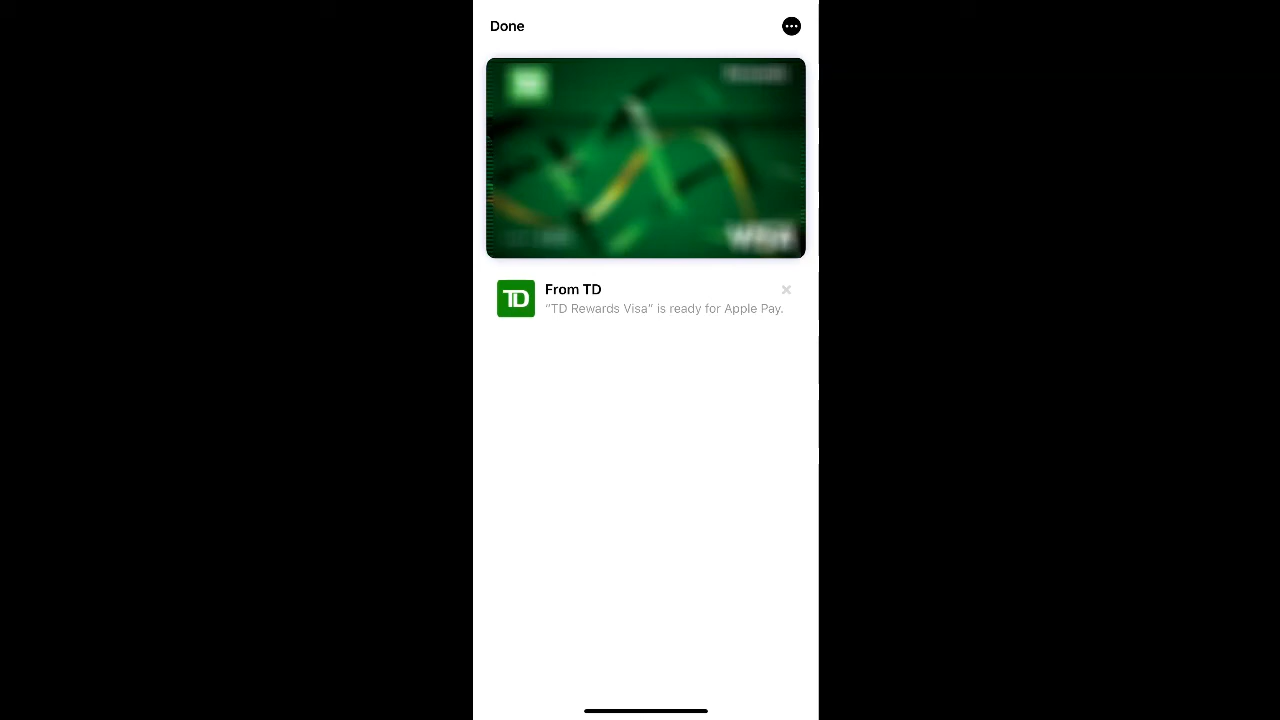 Done
TD
From TD
“TD Rewards Visa” is ready for Apple Pay.